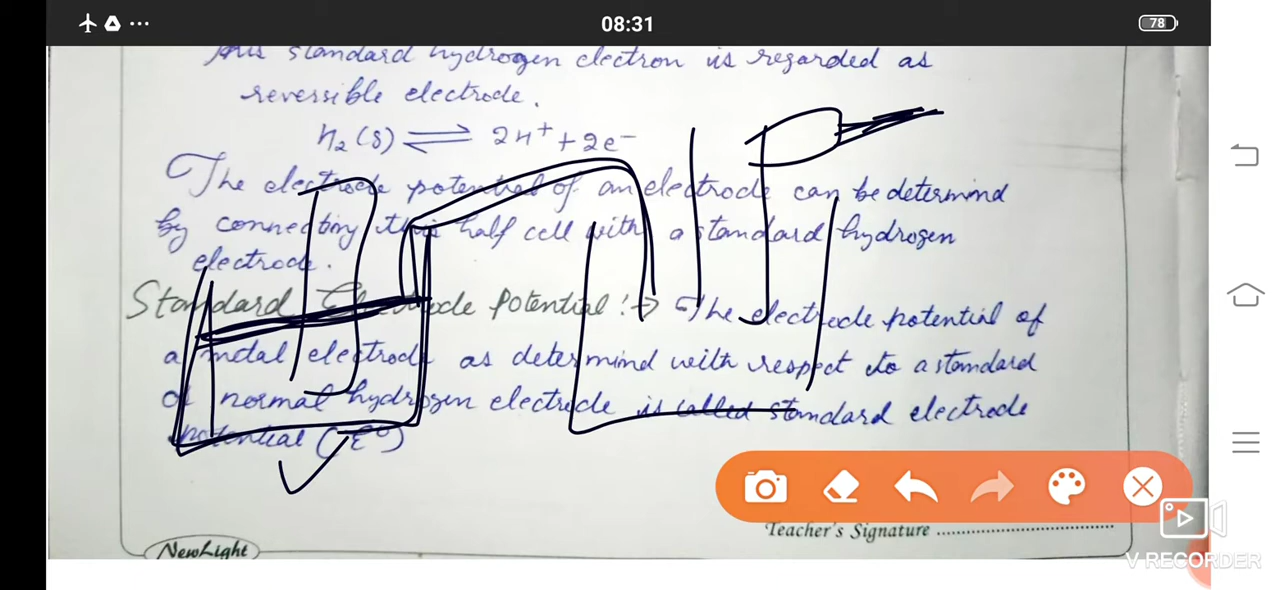 08:31
78
This standard hydrogen electron is regarded as
reversible electrode.
H₂(g) ⇌ 2H⁺ + 2e⁻
The electrode potential of an electrode can be determind
by connecting this half cell with a standard hydrogen
electrode.
Standard Electrode Potential :→ The electrode potential of
a metal electrode as determind with respect to a standard
or normal hydrogen electrode is called standard electrode
potential (E⁰)
Teacher's Signature
NewLight
V RECORDER